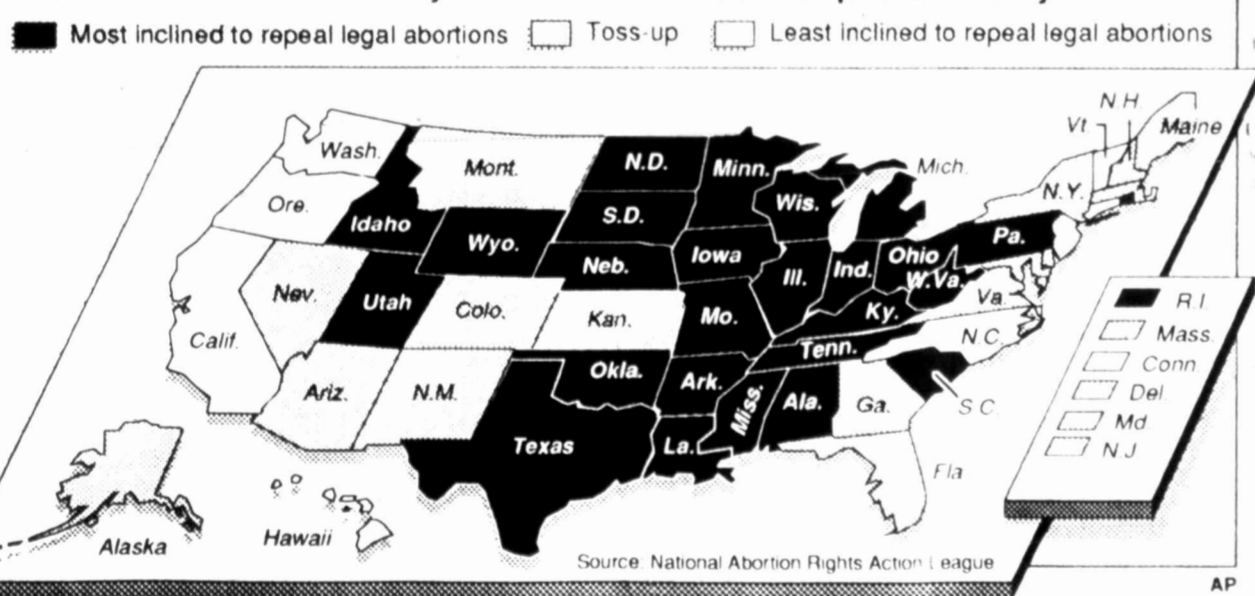 Most inclined to repeal legal abortions Toss-up Least inclined to repeal legal abortions
N.H.
Vt.
Maine
Wash.
Mont.
N.D.
Minn.
Mich.
N.Y.
Ore.
Idaho
S.D.
Wis.
Wyo.
Iowa
Pa.
Neb.
Ill.
Ind.
Ohio
W.Va.
Nev.
Utah
Colo.
Kan.
Mo.
Ky.
Va.
Calif.
N.C.
Tenn.
Ariz.
N.M.
Okla.
Ark.
Miss.
Ala.
Ga.
S.C.
Texas
La.
Fla
Alaska
Hawaii
R.I.
Mass.
Conn.
Del.
Md.
N.J.
Source: National Abortion Rights Action League
AP